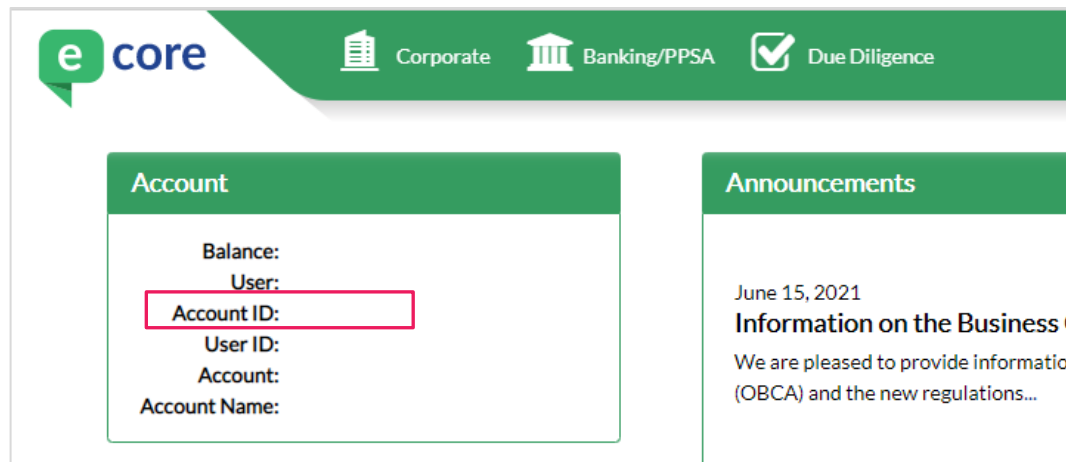 e core
Corporate
Banking/PPSA
Due Diligence
Account
Balance:
User:
Account ID:
User ID:
Account:
Account Name:
Announcements
June 15, 2021
Information on the Business
We are pleased to provide
(OBCA) and the new regulations...